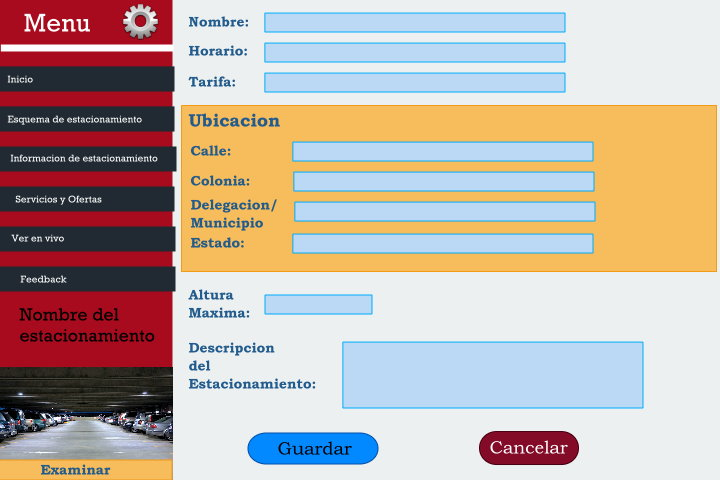 Menu
Inicio
Esquema de estacionamiento
Informacion de estacionamiento
Servicios y Ofertas
Ver en vivo
Feedback
Nombre del
estacionamiento
Examinar
Nombre:
Horario:
Tarifa:
Ubicacion
Calle:
Colonia:
Delegacion/
Municipio
Estado:
Altura
Maxima:
Descripcion
del
Estacionamiento:
Guardar
Cancelar